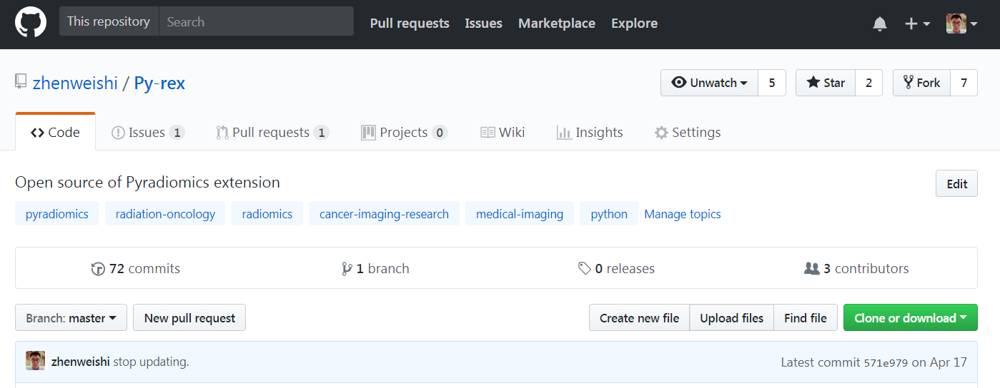 This repository Search Pull requests Issues Marketplace Explore
zhenweishi / Py-rex Unwatch 5 Star 2 Fork 7
Code Issues 1 Pull requests 1 Projects 0 Wiki Insights Settings
Open source of Pyradiomics extension Edit
pyradiomics radiation-oncology radiomics cancer-imaging-research medical-imaging python Manage topics
72 commits 1 branch 0 releases 3 contributors
Branch: master New pull request Create new file Upload files Find file Clone or download
zhenweishi stop updating. Latest commit 571e979 on Apr 17